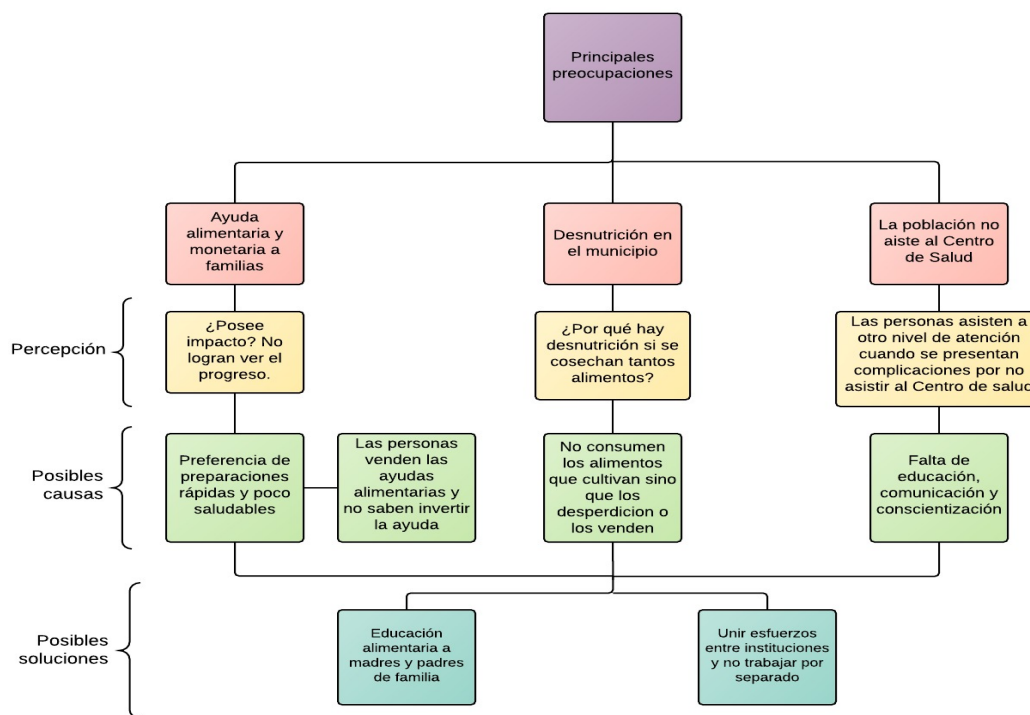 Principales
preocupaciones
Ayuda
alimentaria y
monetaria a
familias
Desnutrición en
el municipio
La población no
aiste al Centro
de Salud
Percepción
¿Posee
impacto? No
logran ver el
progreso.
¿Por qué hay
desnutrición si se
cosechan tantos
alimentos?
Las personas asisten a
otro nivel de atención
cuando se presentan
complicaciones por no
asistir al Centro de salud
Posibles
causas
Preferencia de
preparaciones
rápidas y poco
saludables
Las personas
venden las
ayudas
alimentarias y
no saben invertir
la ayuda
No consumen
los alimentos
que cultivan sino
que los
desperdicion o
los venden
Falta de
educación,
comunicación y
conscientización
Posibles
soluciones
Educación
alimentaria a
madres y padres
de familia
Unir esfuerzos
entre instituciones
y no trabajar por
separado